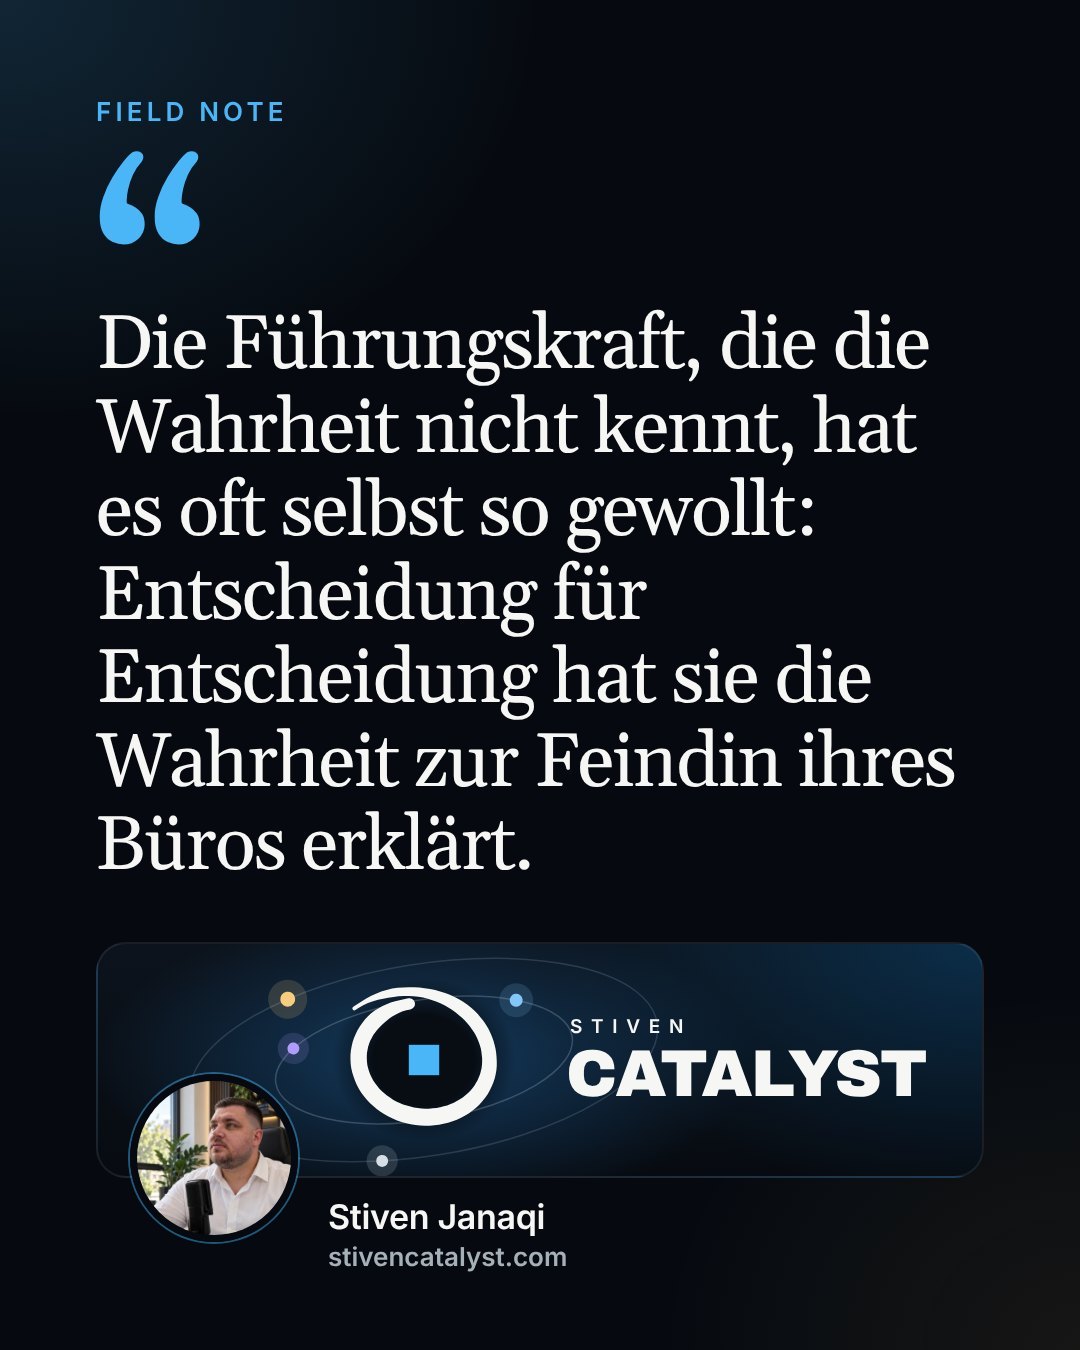 FIELD NOTE
“
Die Führungskraft, die die
Wahrheit nicht kennt, hat
es oft selbst so gewollt:
Entscheidung für
Entscheidung hat sie die
Wahrheit zur Feindin ihres
Büros erklärt.
STIVEN
CATALYST
Stiven Janaqi
stivencatalyst.com